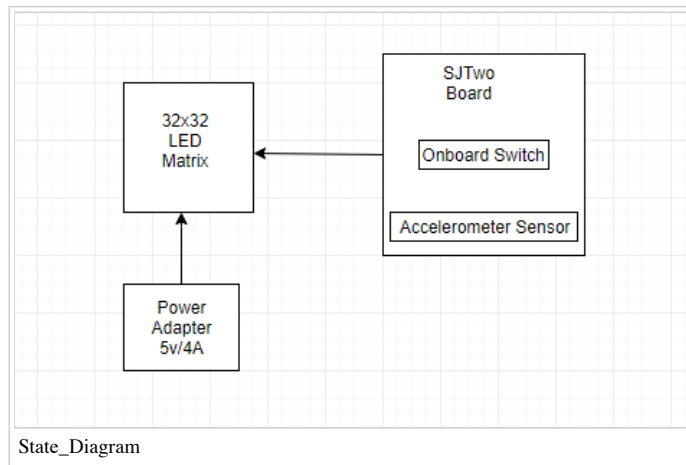 32x32
LED
Matrix
SJTwo
Board
Onboard Switch
Accelerometer Sensor
Power
Adapter
5v/4A
State_Diagram